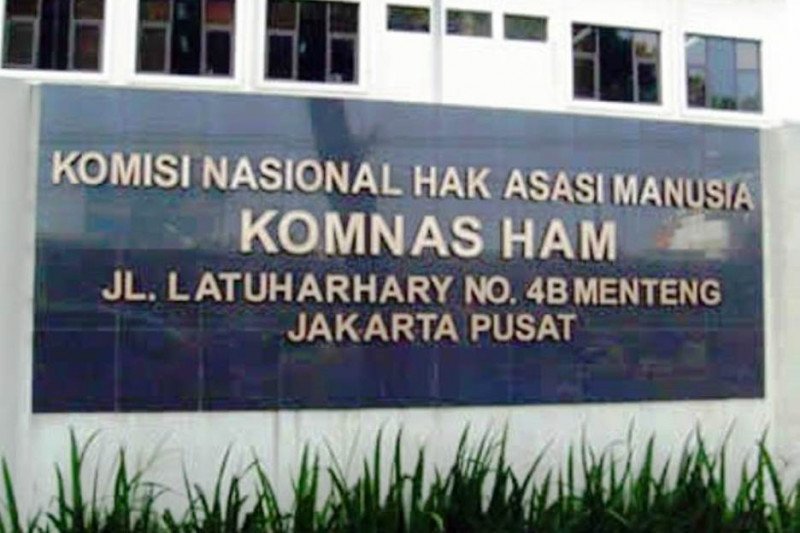 KOMISI NASIONAL HAK ASASI MANUSIA
KOMNAS HAM
JL. LATUHARHARY NO. 4B MENTENG
JAKARTA PUSAT